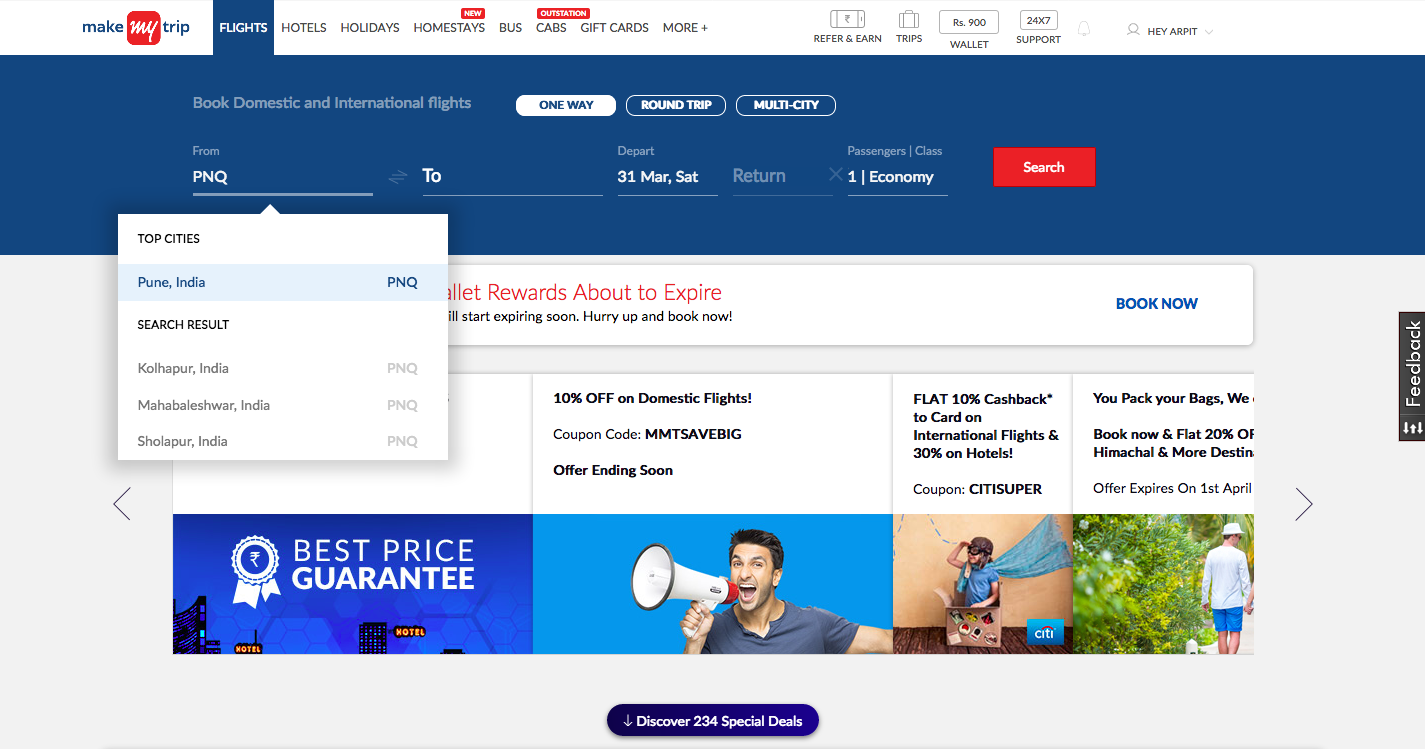 make my trip
FLIGHTS
HOTELS
HOLIDAYS
NEW
HOMESTAYS
BUS
OUTSTATION
CABS
GIFT CARDS
MORE +
REFER & EARN
TRIPS
Rs. 900
WALLET
24X7
SUPPORT
HEY ARPIT
Book Domestic and International flights
ONE WAY
ROUND TRIP
MULTI-CITY
From
PNQ
To
Depart
31 Mar, Sat
Return
Passengers | Class
1 | Economy
Search
TOP CITIES
Pune, India PNQ
SEARCH RESULT
Kolhapur, India PNQ
Mahabaleshwar, India PNQ
Sholapur, India PNQ
allet Rewards About to Expire
ill start expiring soon. Hurry up and book now!
BOOK NOW
Feedback
10% OFF on Domestic Flights!
Coupon Code: MMTSAVEBIG
Offer Ending Soon
FLAT 10% Cashback*
to Card on
International Flights &
30% on Hotels!
Coupon: CITISUPER
You Pack your Bags, We
Book now & Flat 20% OF
Himachal & More Destin
Offer Expires On 1st April
BEST PRICE
GUARANTEE
HOTEL
HOTEL
citi
↓ Discover 234 Special Deals